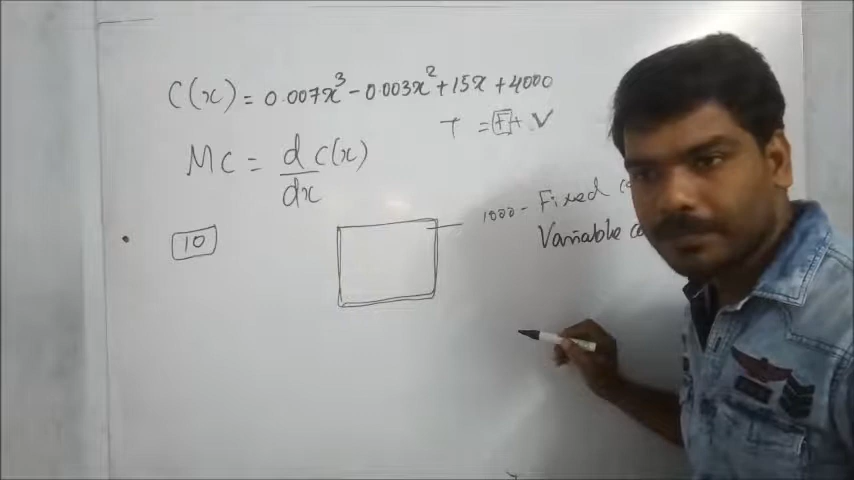 C(x) = 0.007x³ - 0.003x² + 15x + 4000
T = F + V
MC = d/dx C(x)
10
1000 - Fixed
Variable